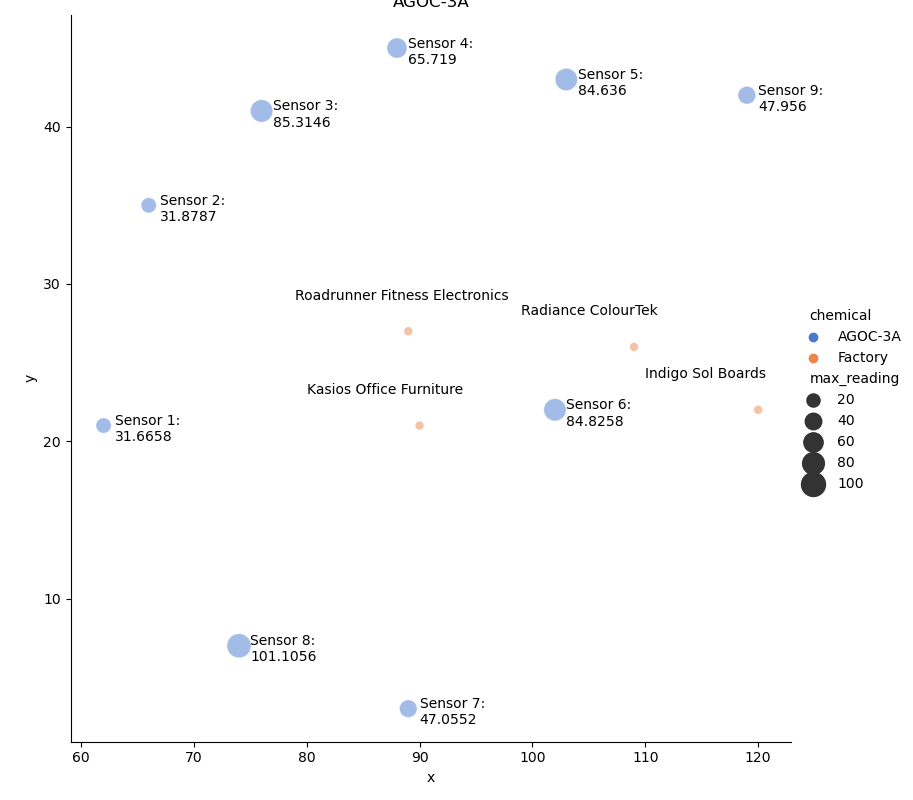 AGOC-3A
Sensor 4:
65.719
Sensor 5:
84.636
Sensor 9:
47.956
Sensor 3:
85.3146
Sensor 2:
31.8787
Roadrunner Fitness Electronics
Radiance ColourTek
Indigo Sol Boards
Kasios Office Furniture
Sensor 6:
84.8258
Sensor 1:
31.6658
Sensor 8:
101.1056
Sensor 7:
47.0552
40
30
20
10
y
60
70
80
90
100
110
120
x
chemical
AGOC-3A
Factory
max_reading
20
40
60
80
100